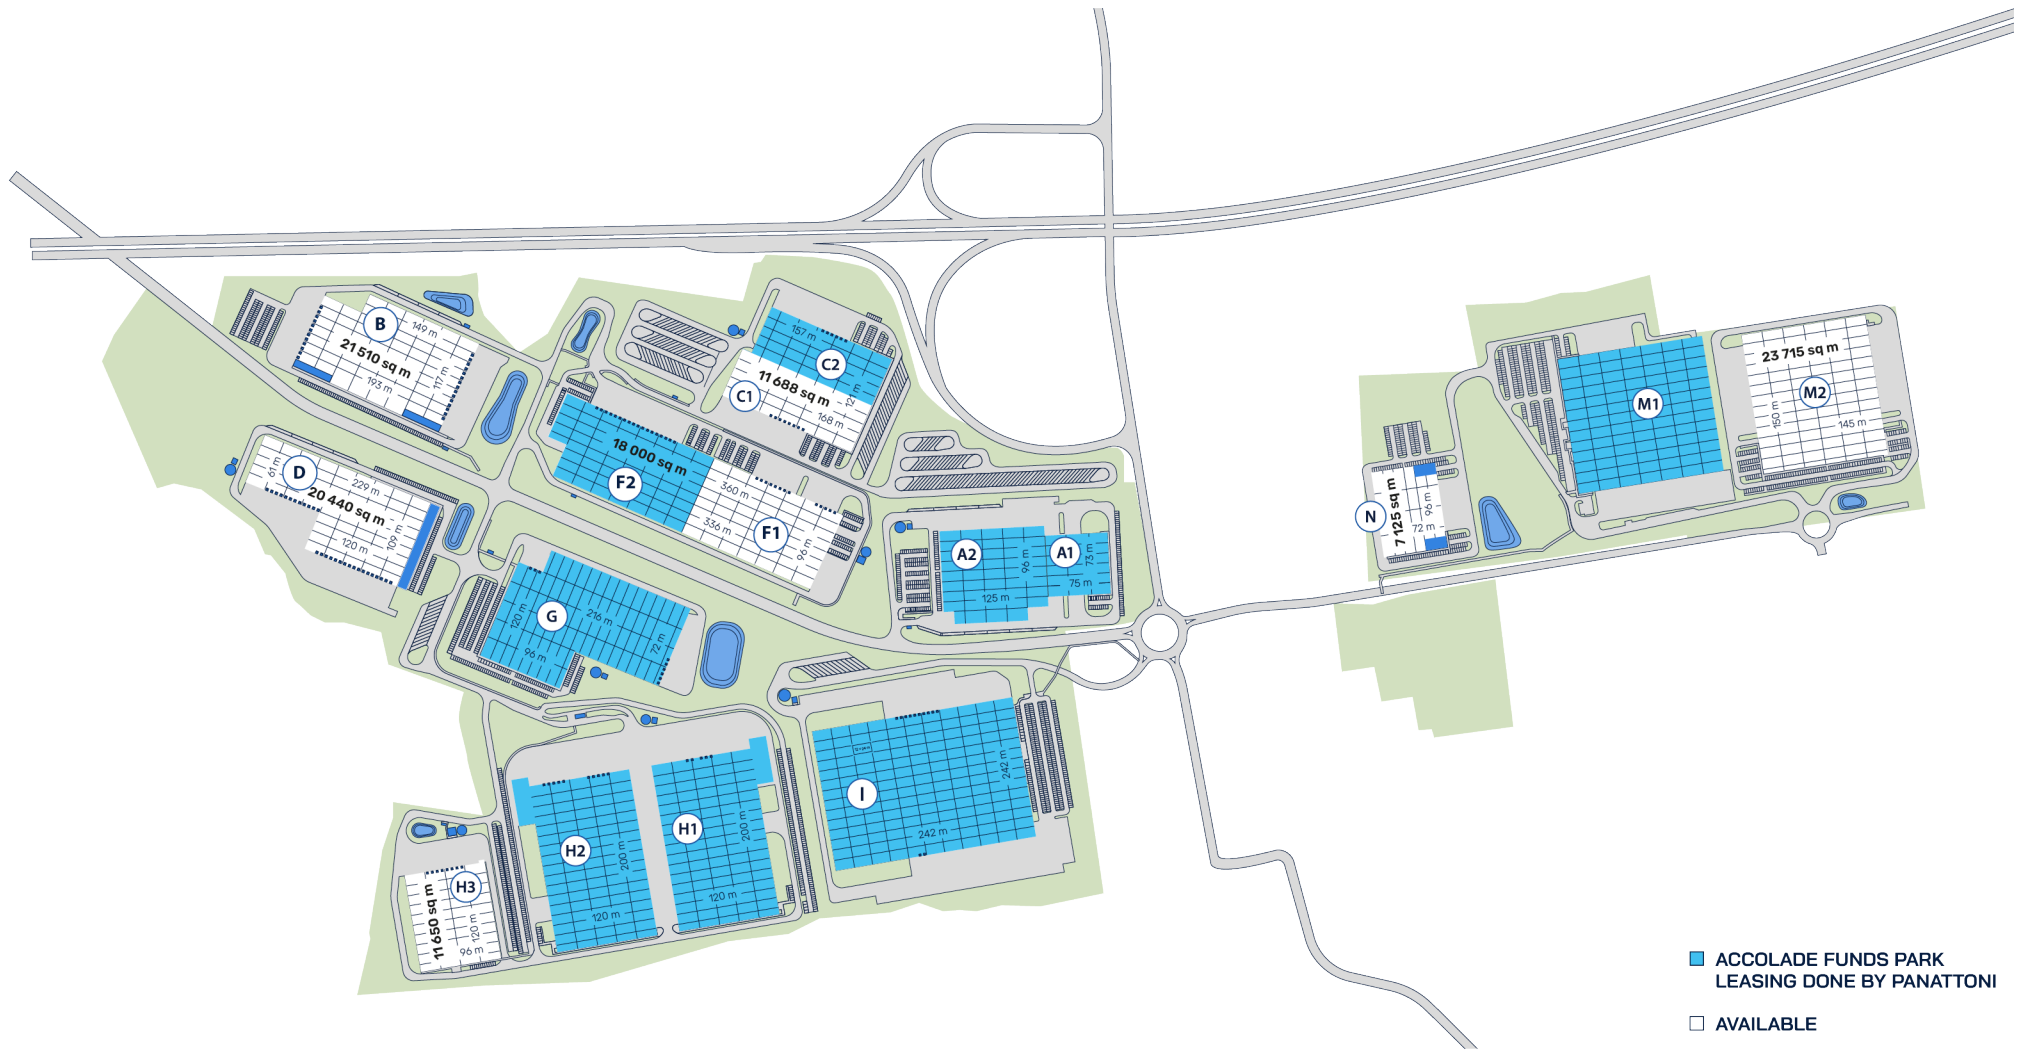 B
149 m
21 510 sq m
193 m
117 m
D
61 m
229 m
20 440 sq m
109 m
120 m
157 m
C2
11 688 sq m
C1
121 m
168 m
18 000 sq m
F2
360 m
336 m
F1
96 m
A2
A1
96 m
73 m
75 m
125 m
G
120 m
216 m
96 m
72 m
I
242 m
242 m
H1
200 m
120 m
H2
200 m
120 m
H3
11 650 sq m
120 m
96 m
M1
23 715 sq m
M2
150 m
145 m
N
7 125 sq m
96 m
72 m
ACCOLADE FUNDS PARK
LEASING DONE BY PANATTONI
AVAILABLE